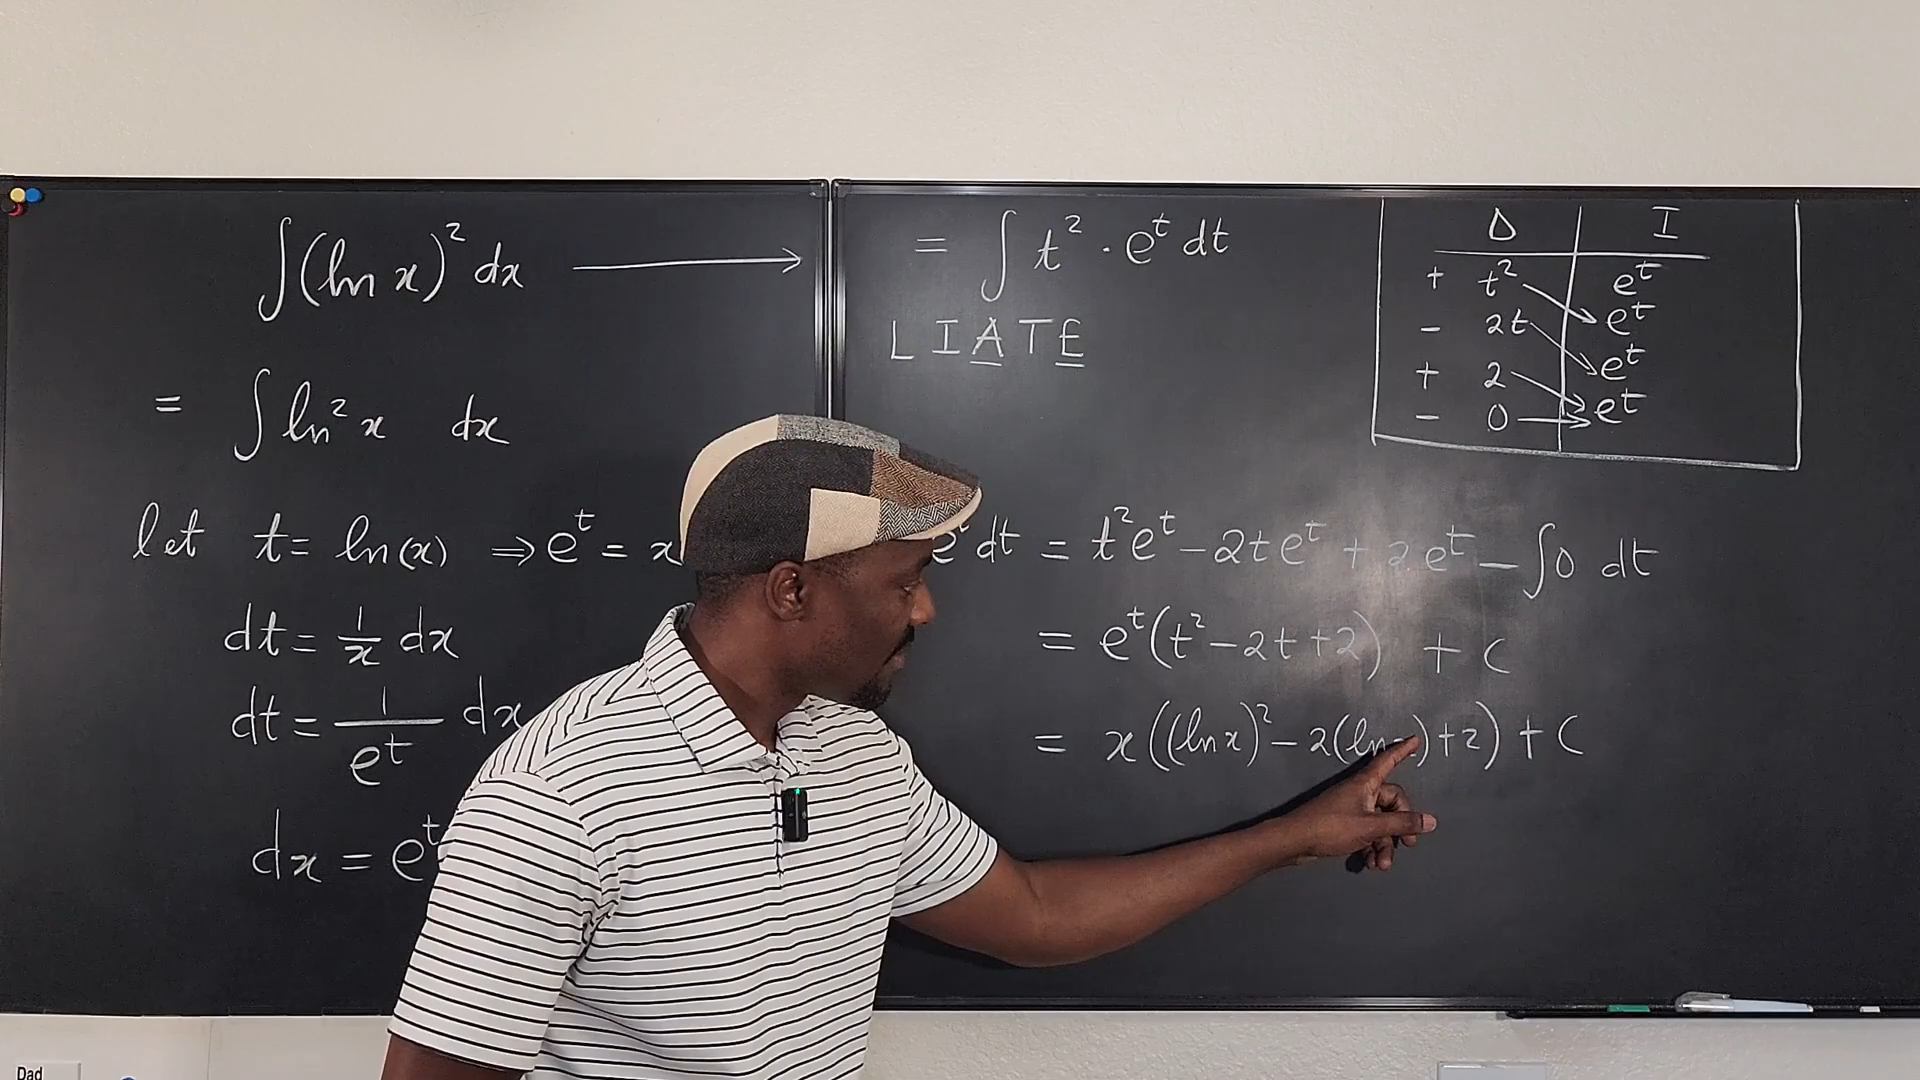 ∫(ln x)² dx ⟶
= ∫ ln² x dx
let t = ln(x) ⇒ eᵗ = x
dt = 1/x dx
dt = 1/eᵗ dx
dx = eᵗ
= ∫ t² · eᵗ dt
L I A T E
D I
+ t² eᵗ
− 2t eᵗ
+ 2 eᵗ
− 0 eᵗ
dt = t²eᵗ − 2teᵗ + 2eᵗ − ∫0 dt
= eᵗ(t² − 2t + 2) + C
= x((ln x)² − 2(ln x) + 2) + C
Dad